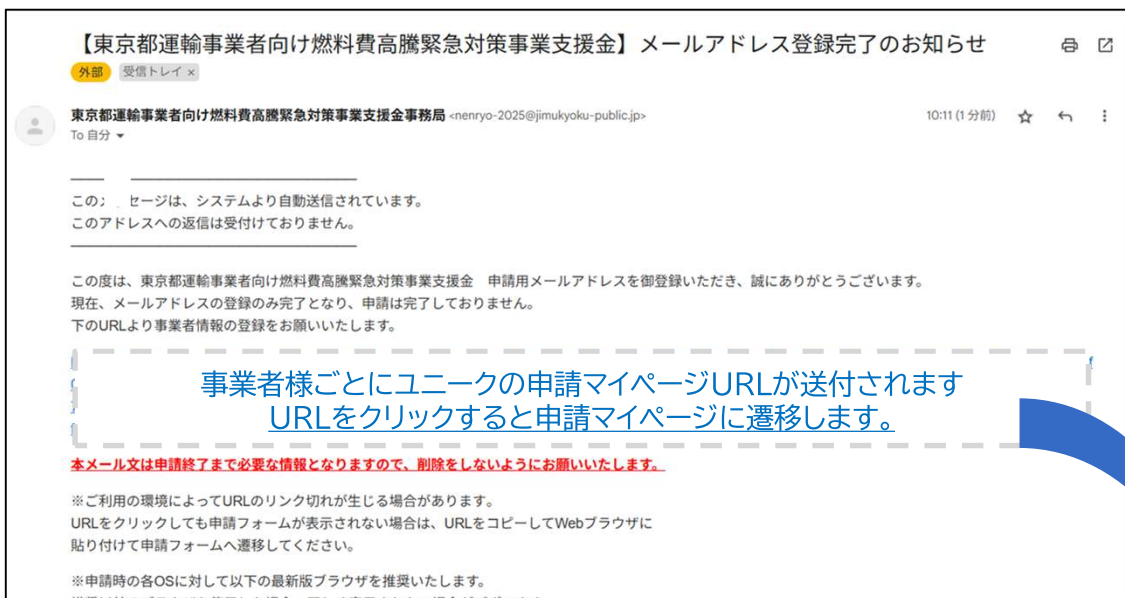 【東京都運輸事業者向け燃料費高騰緊急対策事業支援金】メールアドレス登録完了のお知らせ
外部 受信トレイ ×
東京都運輸事業者向け燃料費高騰緊急対策事業支援金事務局 <nenryo-2025@jimukyoku-public.jp>
10:11 (1 分前)
To 自分
セージは、システムより自動送信されています。
このアドレスへの返信は受付けておりません。
この度は、東京都運輸事業者向け燃料費高騰緊急対策事業支援金　申請用メールアドレスを御登録いただき、誠にありがとうございます。
現在、メールアドレスの登録のみ完了となり、申請は完了しておりません。
下のURLより事業者情報の登録をお願いいたします。
事業者様ごとにユニークの申請マイページURLが送付されます
URLをクリックすると申請マイページに遷移します。
本メール文は申請終了まで必要な情報となりますので、削除をしないようにお願いいたします。
※ご利用の環境によってURLのリンク切れが生じる場合があります。
URLをクリックしても申請フォームが表示されない場合は、URLをコピーしてWebブラウザに
貼り付けて申請フォームへ遷移してください。
※申請時の各OSに対して以下の最新版ブラウザを推奨いたします。